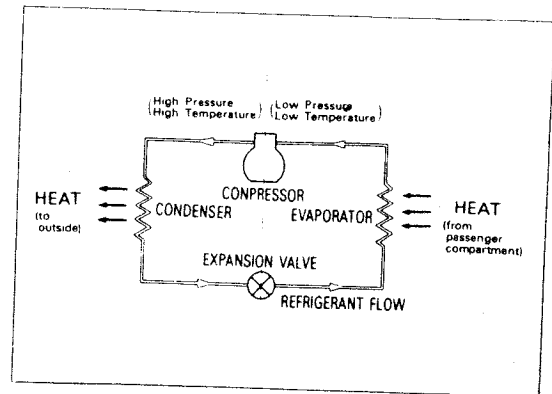 (High Pressure
High Temperature)
(Low Pressure
Low Temperature)
CONPRESSOR
HEAT
(to
outside)
CONDENSER
EVAPORATOR
HEAT
(from
passenger
compartment)
EXPANSION VALVE
REFRIGERANT FLOW